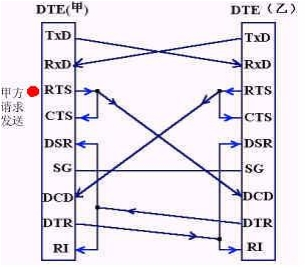 DTE(甲)
DTE（乙）
TxD
TxD
RxD
RxD
甲方
请求
发送
RTS
RTS
CTS
CTS
DSR
DSR
SG
SG
DCD
DCD
DTR
DTR
RI
RI